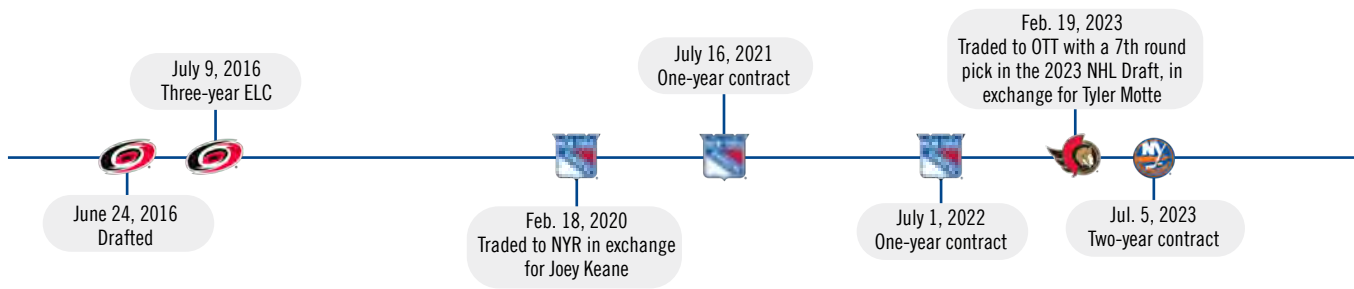 June 24, 2016
Drafted
July 9, 2016
Three-year ELC
Feb. 18, 2020
Traded to NYR in exchange
for Joey Keane
July 16, 2021
One-year contract
July 1, 2022
One-year contract
Feb. 19, 2023
Traded to OTT with a 7th round
pick in the 2023 NHL Draft, in
exchange for Tyler Motte
NY
Jul. 5, 2023
Two-year contract